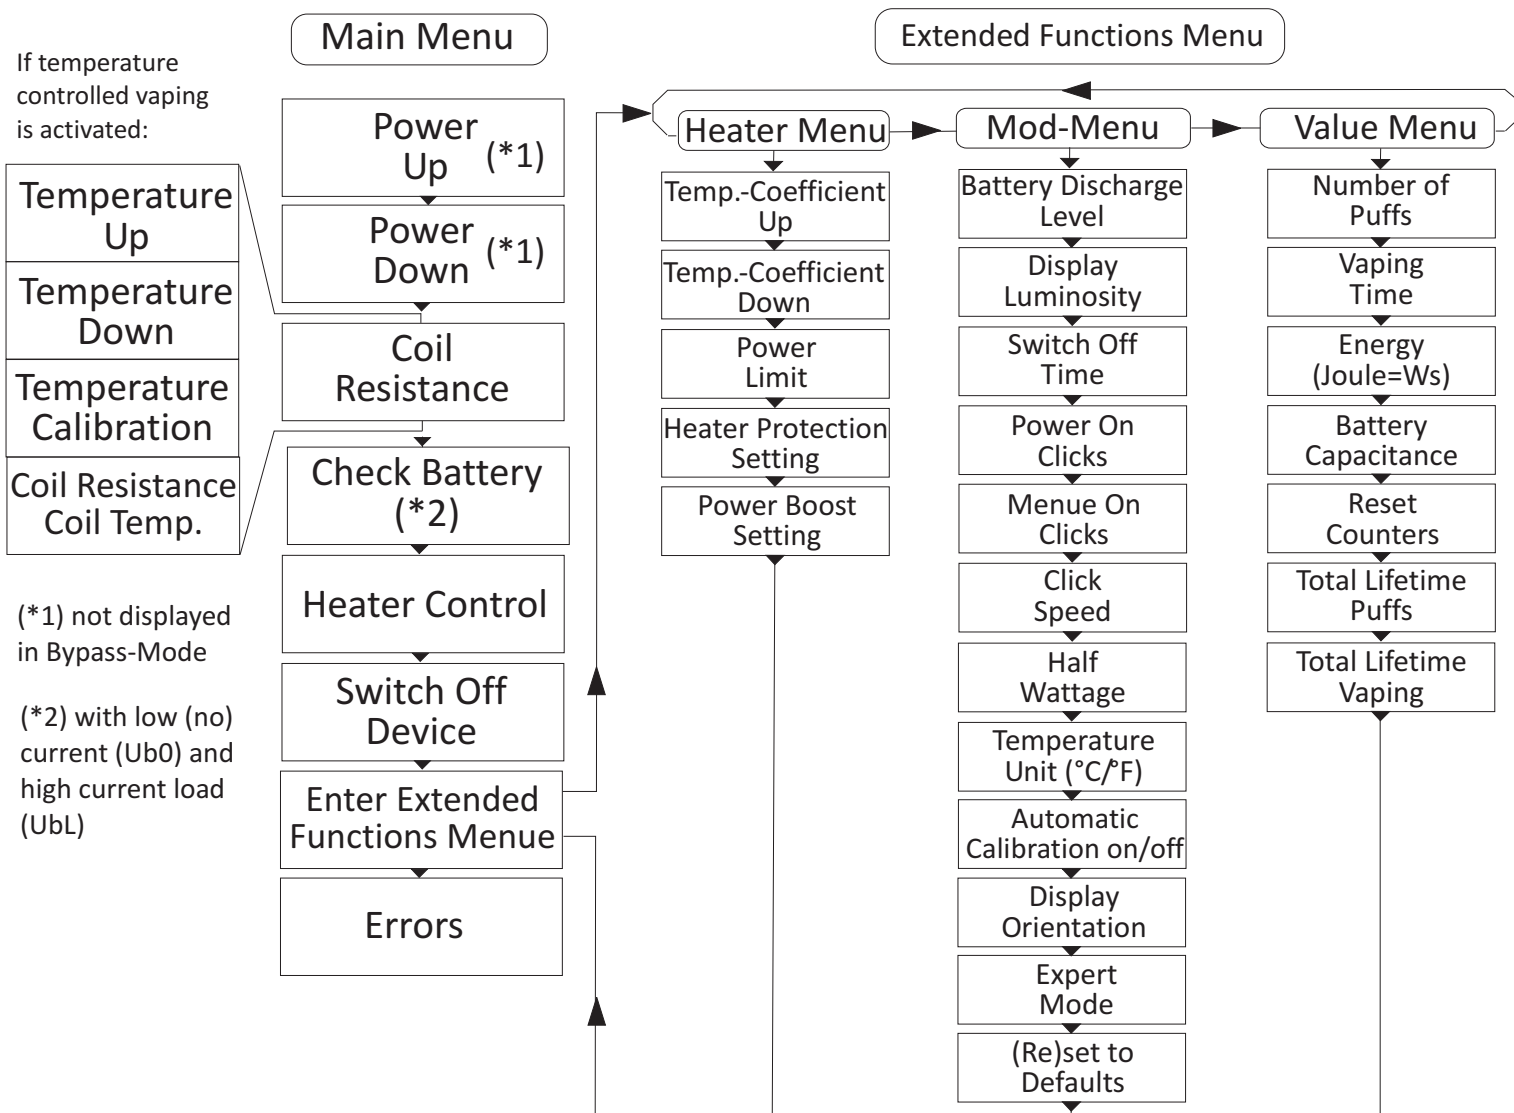 Main Menu
Extended Functions Menu
If temperature
controlled vaping
is activated:
Temperature
Up
Temperature
Down
Temperature
Calibration
Coil Resistance
Coil Temp.
(*1) not displayed
in Bypass-Mode
(*2) with low (no)
current (Ub0) and
high current load
(UbL)
Power
Up (*1)
Power
Down (*1)
Coil
Resistance
Check Battery
(*2)
Heater Control
Switch Off
Device
Enter Extended
Functions Menue
Errors
Heater Menu
Temp.-Coefficient
Up
Temp.-Coefficient
Down
Power
Limit
Heater Protection
Setting
Power Boost
Setting
Mod-Menu
Battery Discharge
Level
Display
Luminosity
Switch Off
Time
Power On
Clicks
Menue On
Clicks
Click
Speed
Half
Wattage
Temperature
Unit (°C/°F)
Automatic
Calibration on/off
Display
Orientation
Expert
Mode
(Re)set to
Defaults
Value Menu
Number of
Puffs
Vaping
Time
Energy
(Joule=Ws)
Battery
Capacitance
Reset
Counters
Total Lifetime
Puffs
Total Lifetime
Vaping